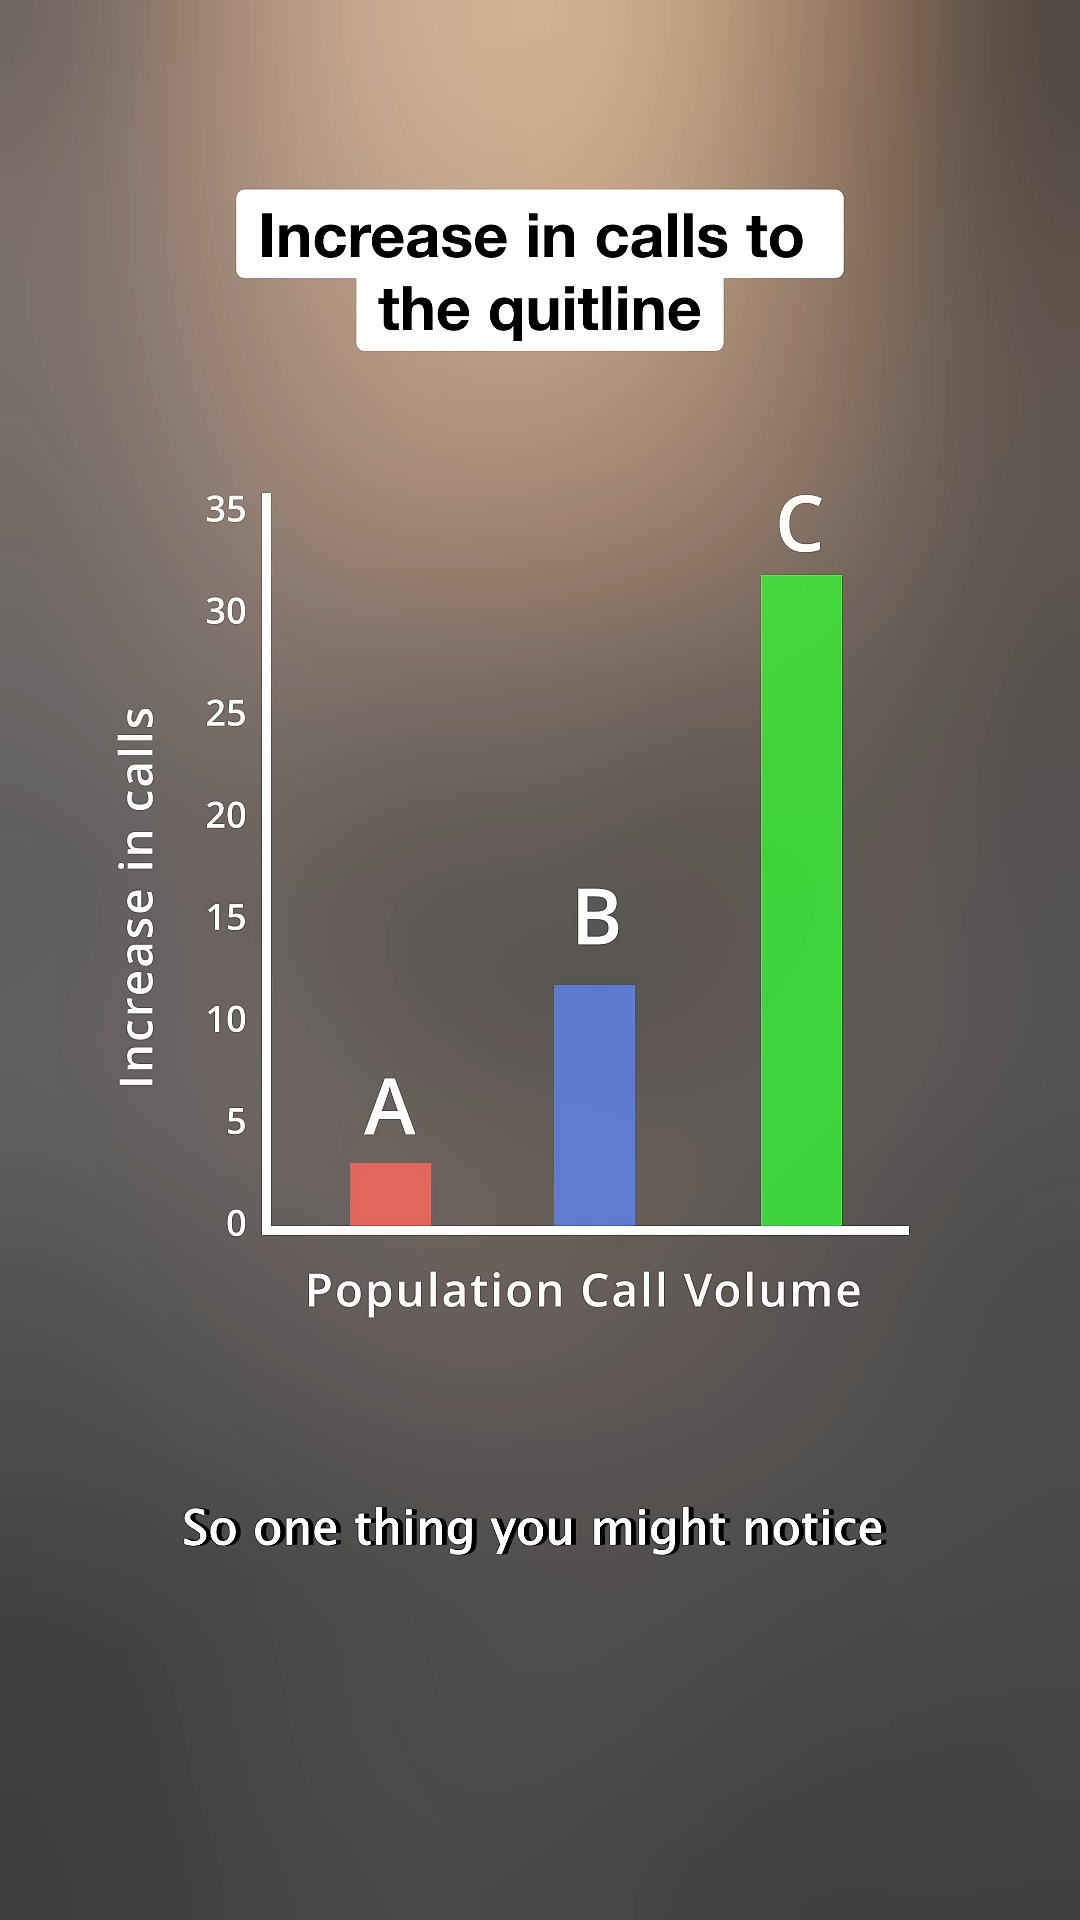 Increase in calls to
the quitline
35
30
25
20
15
10
5
0
Increase in calls
A
B
C
Population Call Volume
So one thing you might notice